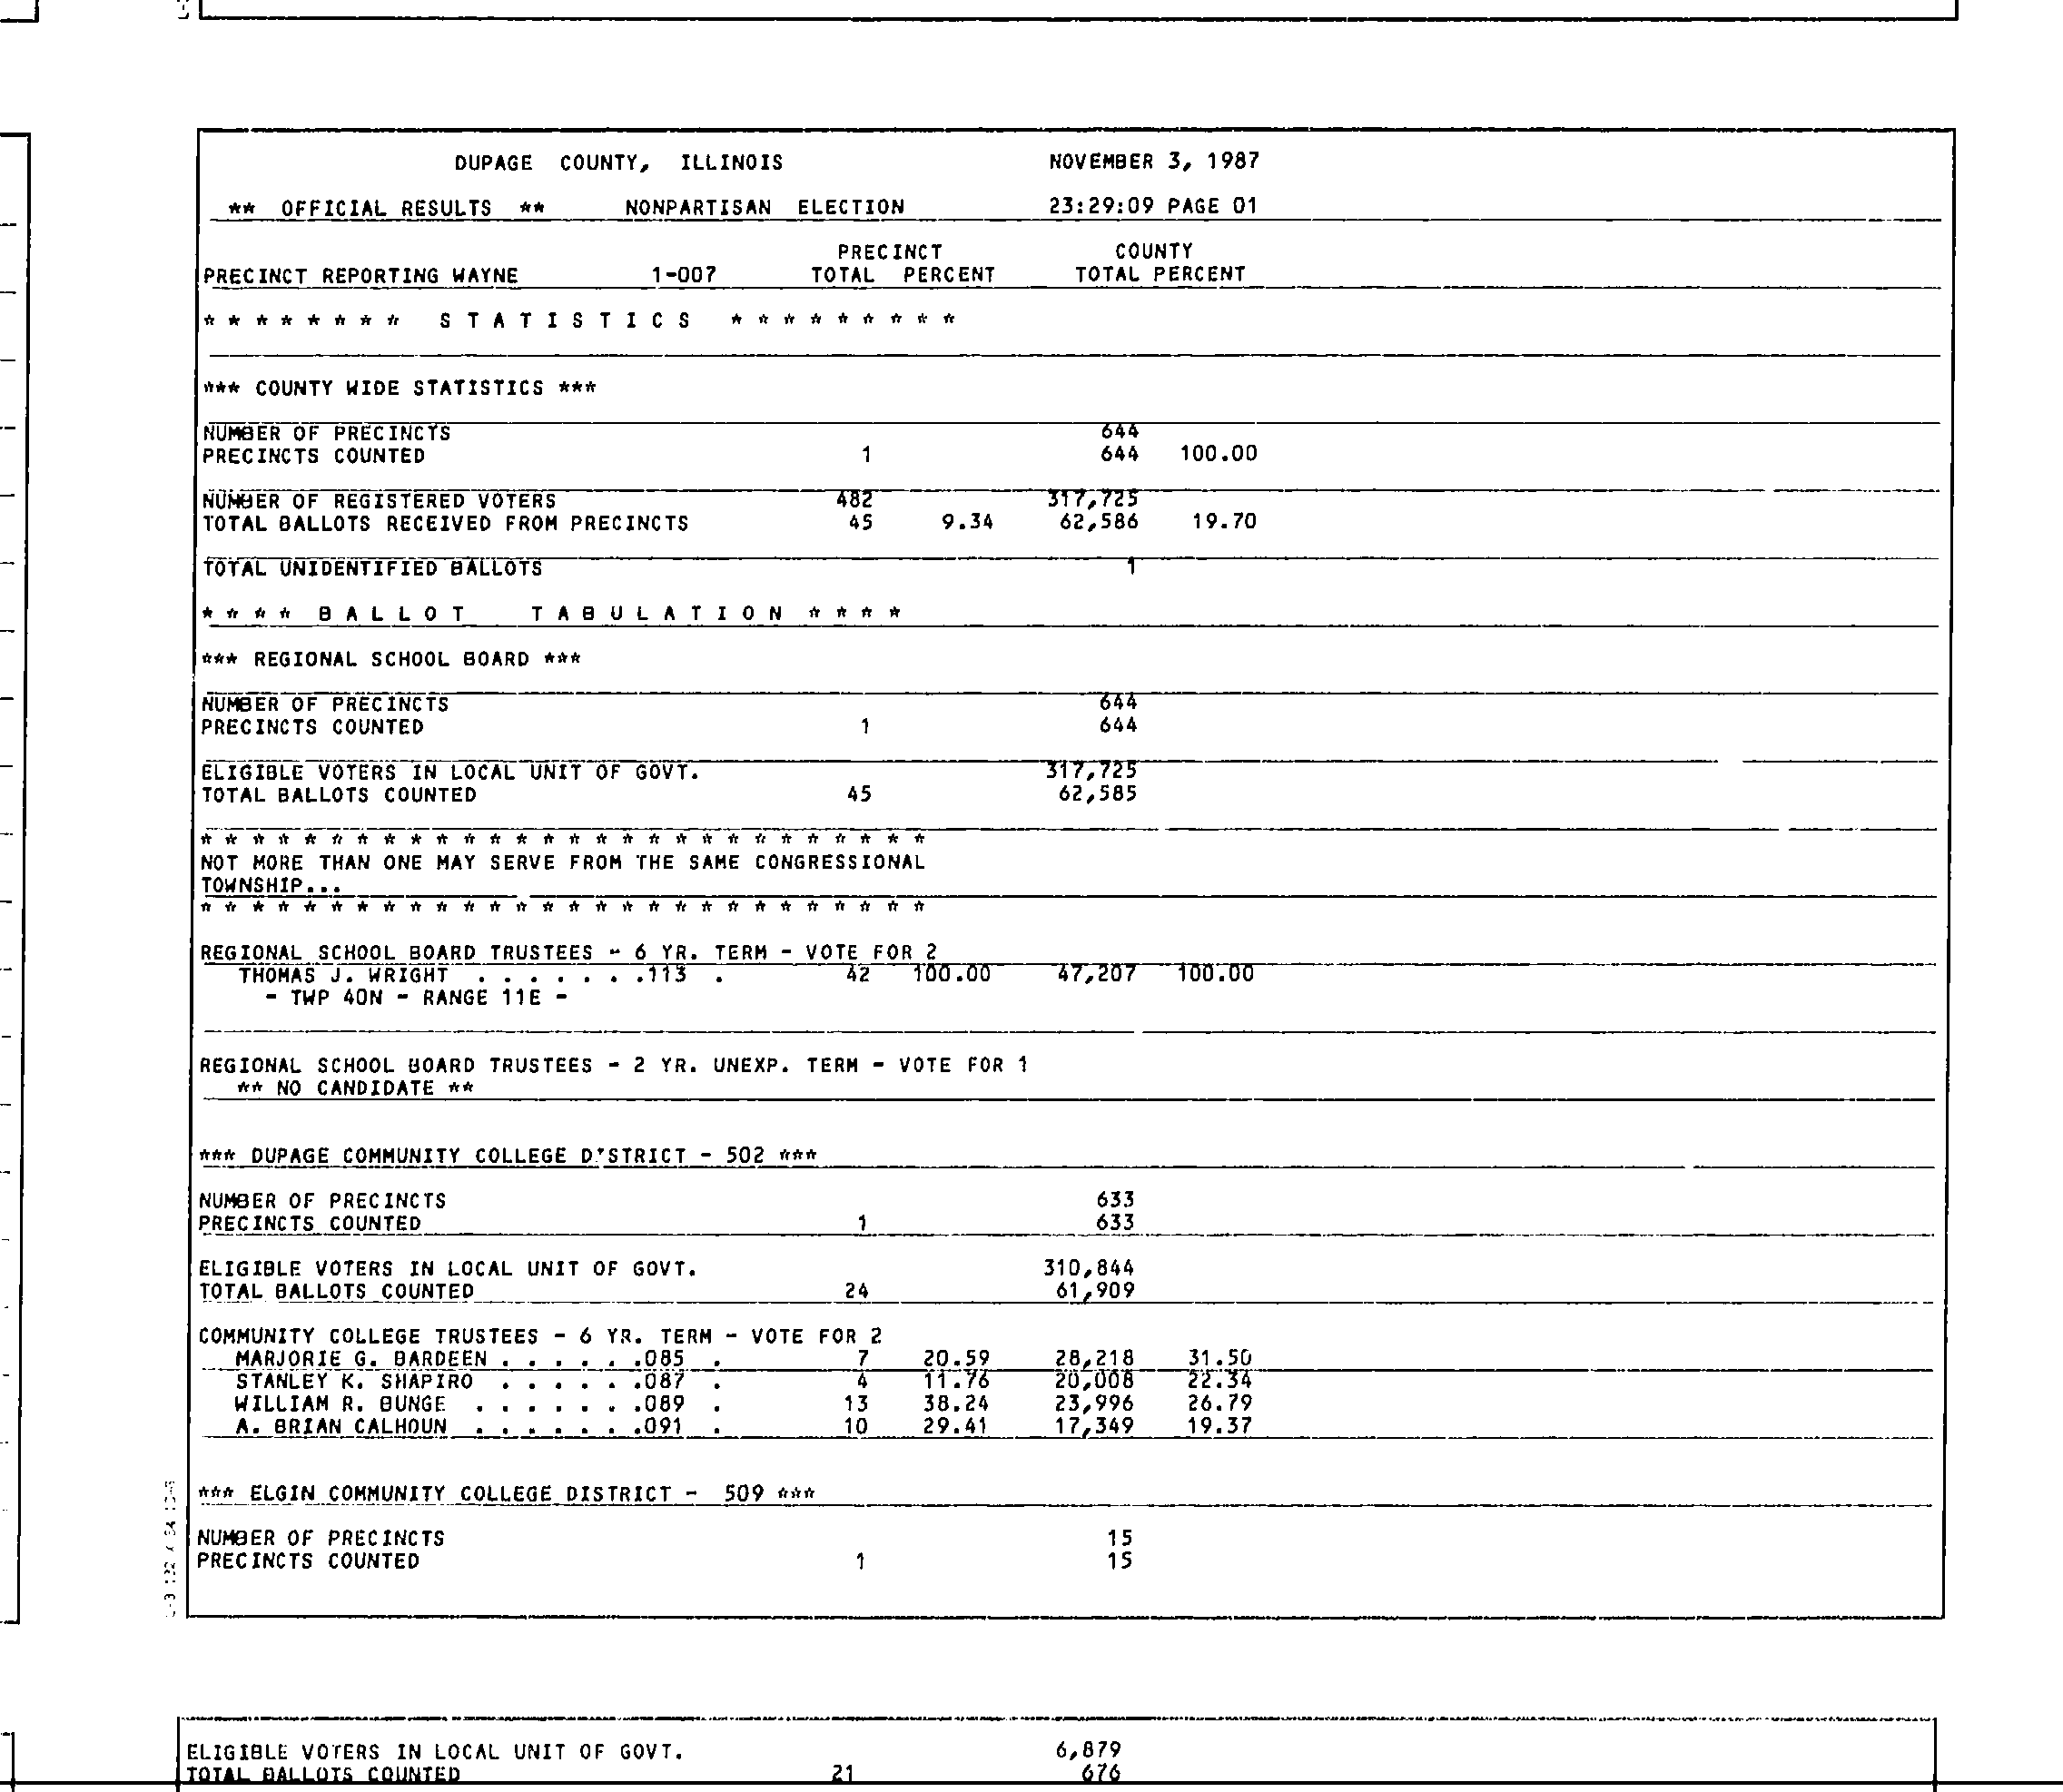 DUPAGE COUNTY, ILLINOIS NOVEMBER 3, 1987
** OFFICIAL RESULTS ** NONPARTISAN ELECTION 23:29:09 PAGE 01
PRECINCT COUNTY
PRECINCT REPORTING WAYNE 1-007 TOTAL PERCENT TOTAL PERCENT
* * * * * * * * S T A T I S T I C S * * * * * * * * *
*** COUNTY WIDE STATISTICS ***
NUMBER OF PRECINCTS 644
PRECINCTS COUNTED 1 644 100.00
NUMBER OF REGISTERED VOTERS 482 317,725
TOTAL BALLOTS RECEIVED FROM PRECINCTS 45 9.34 62,586 19.70
TOTAL UNIDENTIFIED BALLOTS 1
* * * * B A L L O T T A B U L A T I O N * * * *
*** REGIONAL SCHOOL BOARD ***
NUMBER OF PRECINCTS 644
PRECINCTS COUNTED 1 644
ELIGIBLE VOTERS IN LOCAL UNIT OF GOVT. 317,725
TOTAL BALLOTS COUNTED 45 62,585
* * * * * * * * * * * * * * * * * * * * * * * * * * * *
NOT MORE THAN ONE MAY SERVE FROM THE SAME CONGRESSIONAL
TOWNSHIP...
* * * * * * * * * * * * * * * * * * * * * * * * * * * *
REGIONAL SCHOOL BOARD TRUSTEES - 6 YR. TERM - VOTE FOR 2
THOMAS J. WRIGHT . . . . . . .113 . 42 100.00 47,207 100.00
- TWP 40N - RANGE 11E -
REGIONAL SCHOOL BOARD TRUSTEES - 2 YR. UNEXP. TERM - VOTE FOR 1
** NO CANDIDATE **
*** DUPAGE COMMUNITY COLLEGE D'STRICT - 502 ***
NUMBER OF PRECINCTS 633
PRECINCTS COUNTED 1 633
ELIGIBLE VOTERS IN LOCAL UNIT OF GOVT. 310,844
TOTAL BALLOTS COUNTED 24 61,909
COMMUNITY COLLEGE TRUSTEES - 6 YR. TERM - VOTE FOR 2
MARJORIE G. BARDEEN . . . . . .085 . 7 20.59 28,218 31.50
STANLEY K. SHAPIRO . . . . . .087 . 4 11.76 20,008 22.34
WILLIAM R. BUNGE . . . . . . .089 . 13 38.24 23,996 26.79
A. BRIAN CALHOUN . . . . . . .091 . 10 29.41 17,349 19.37
*** ELGIN COMMUNITY COLLEGE DISTRICT - 509 ***
NUMBER OF PRECINCTS 15
PRECINCTS COUNTED 1 15
ELIGIBLE VOTERS IN LOCAL UNIT OF GOVT. 6,879
TOTAL BALLOTS COUNTED 21 676